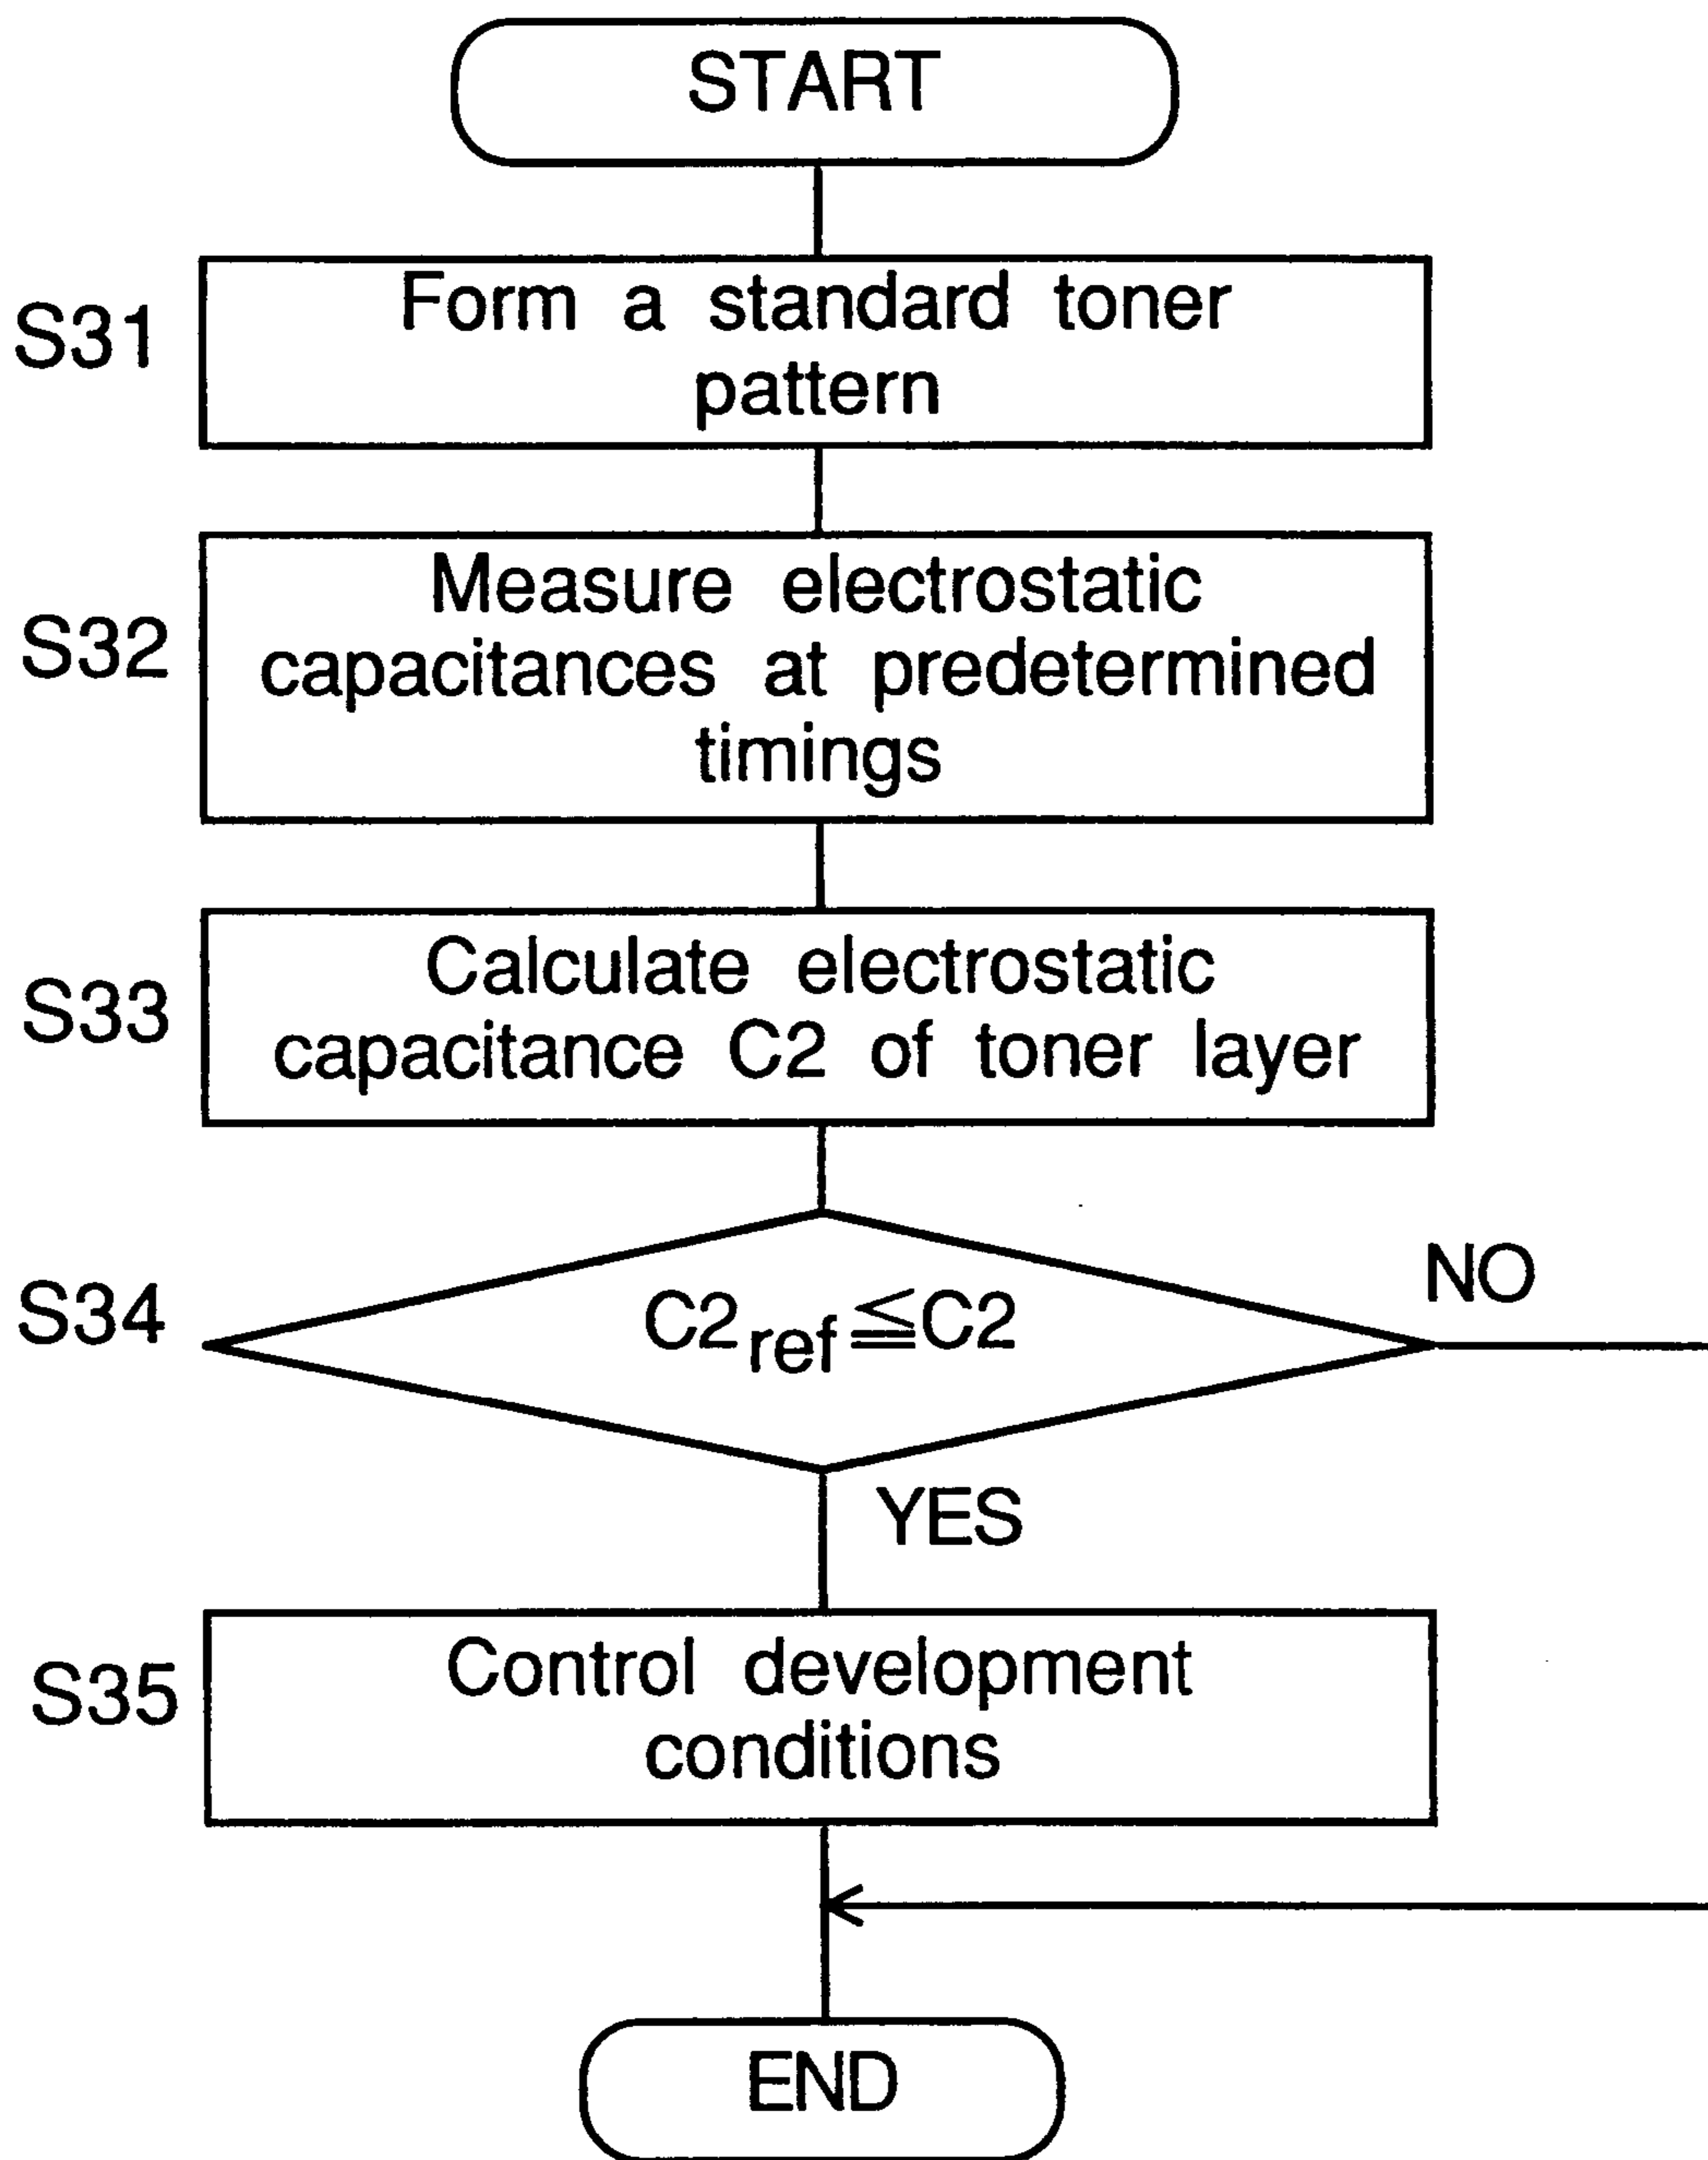 START
S31
Form a standard toner
pattern
S32
Measure electrostatic
capacitances at predetermined
timings
S33
Calculate electrostatic
capacitance C2 of toner layer
S34
C2ref≦C2
NO
YES
S35
Control development
conditions
END